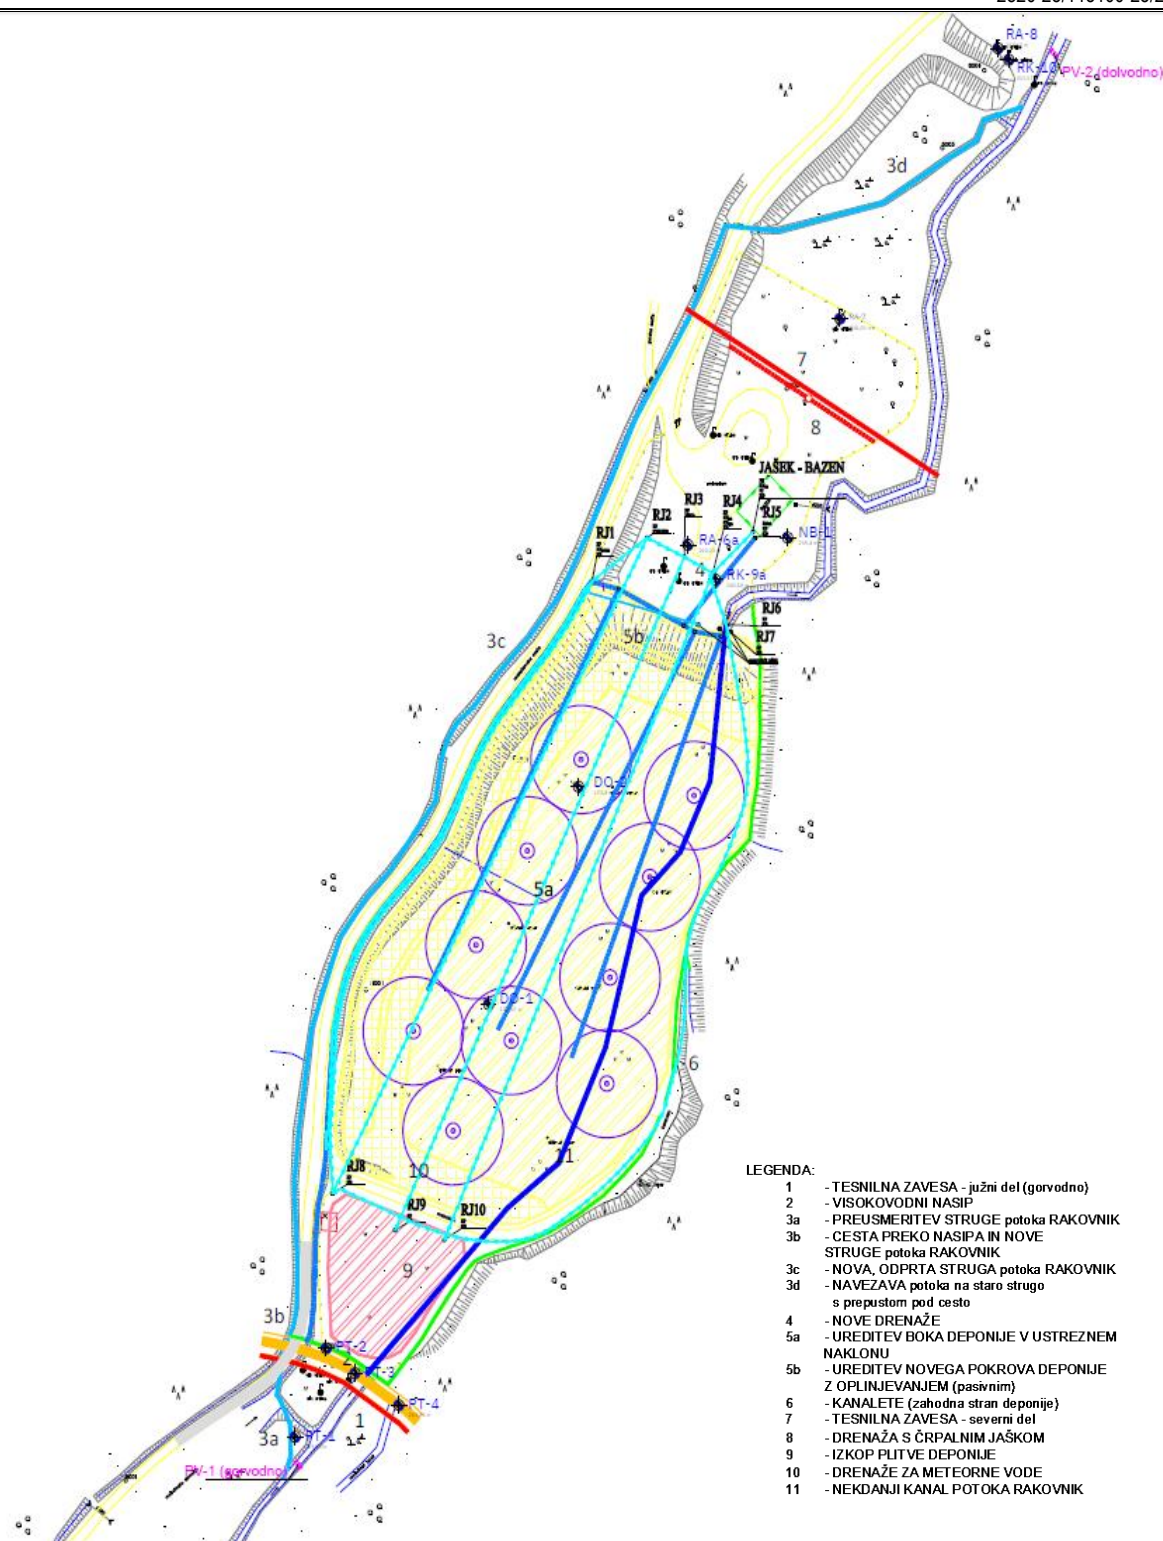 RA-8
RK-10
PV-2 (dolvodno)
3d
7
8
JAŠEK - BAZEN
RJ3
RJ4
RJ2
RJ5
RJ1
RA-6a
NB-1
4
RK-9a
RJ6
5b
3c
RJ7
5a
DO-1
6
11
RJ8
10
RJ9
RJ10
9
3b
PT-2
2
PT-3
PT-4
1
3a
PT-1
PV-1 (gorvodno)
LEGENDA:
1 - TESNILNA ZAVESA - južni del (gorvodno)
2 - VISOKOVODNI NASIP
3a - PREUSMERITEV STRUGE potoka RAKOVNIK
3b - CESTA PREKO NASIPA IN NOVE
STRUGE potoka RAKOVNIK
3c - NOVA, ODPRTA STRUGA potoka RAKOVNIK
3d - NAVEZAVA potoka na staro strugo
s prepustom pod cesto
4 - NOVE DRENAŽE
5a - UREDITEV BOKA DEPONIJE V USTREZNEM
NAKLONU
5b - UREDITEV NOVEGA POKROVA DEPONIJE
Z OPLINJEVANJEM (pasivnim)
6 - KANALETE (zahodna stran deponije)
7 - TESNILNA ZAVESA - severni del
8 - DRENAŽA S ČRPALNIM JAŠKOM
9 - IZKOP PLITVE DEPONIJE
10 - DRENAŽE ZA METEORNE VODE
11 - NEKDANJI KANAL POTOKA RAKOVNIK